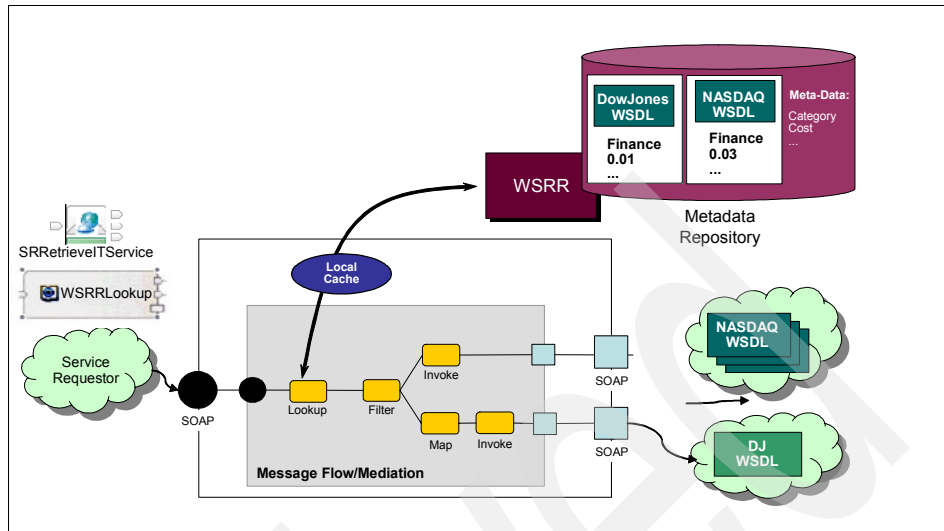 DowJones
WSDL
Finance
0.01
...
NASDAQ
WSDL
Finance
0.03
...
Meta-Data:
Category
Cost
...
WSRR
Metadata
Repository
SRRetrieveITService
WSRRLookup
Local
Cache
Service
Requestor
SOAP
Lookup
Filter
Invoke
Map
Invoke
SOAP
SOAP
Message Flow/Mediation
NASDAQ
WSDL
DJ
WSDL